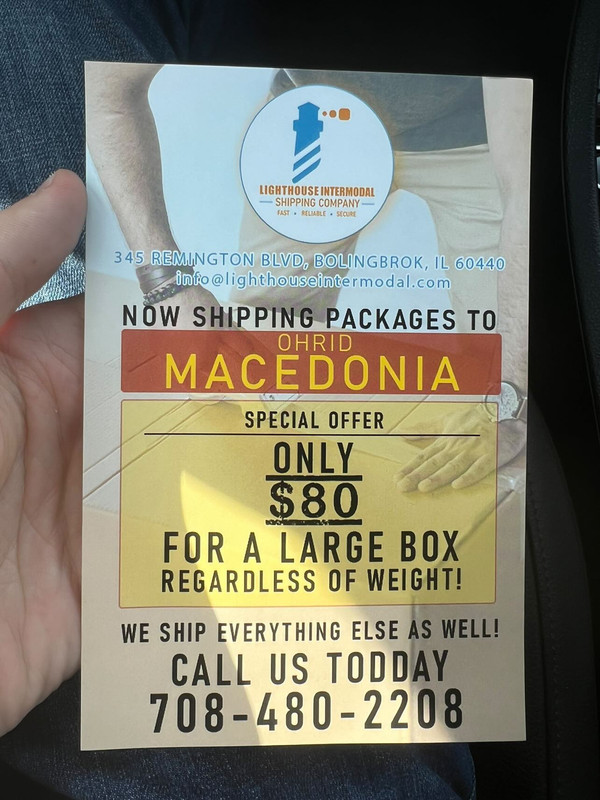 LIGHTHOUSE INTERMODAL
SHIPPING COMPANY
FAST • RELIABLE • SECURE
345 REMINGTON BLVD, BOLINGBROK, IL 60440
info@lighthouseintermodal.com
NOW SHIPPING PACKAGES TO
OHRID
MACEDONIA
SPECIAL OFFER
ONLY
$80
FOR A LARGE BOX
REGARDLESS OF WEIGHT!
WE SHIP EVERYTHING ELSE AS WELL!
CALL US TODDAY
708-480-2208